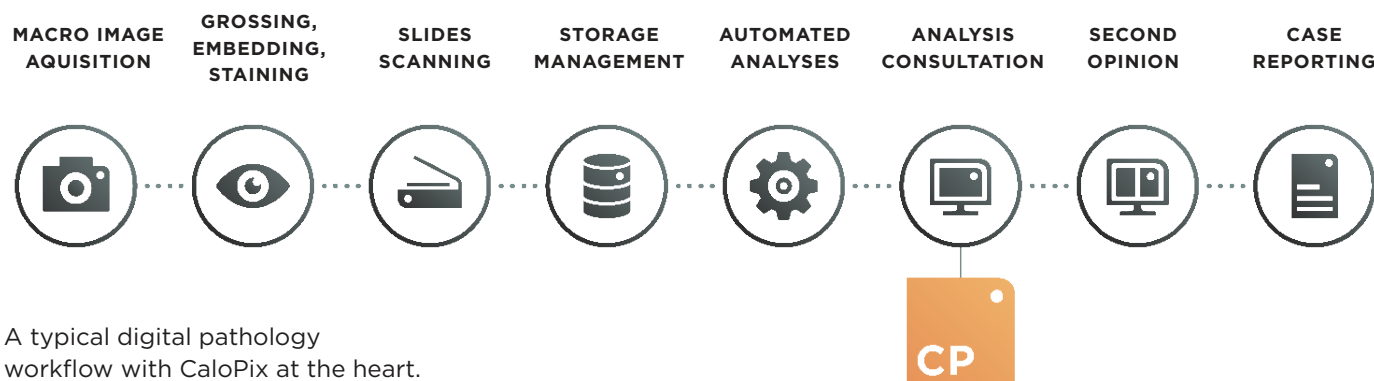 MACRO IMAGE
AQUISITION
GROSSING,
EMBEDDING,
STAINING
SLIDES
SCANNING
STORAGE
MANAGEMENT
AUTOMATED
ANALYSES
ANALYSIS
CONSULTATION
SECOND
OPINION
CASE
REPORTING
A typical digital pathology
workflow with CaloPix at the heart.
CP